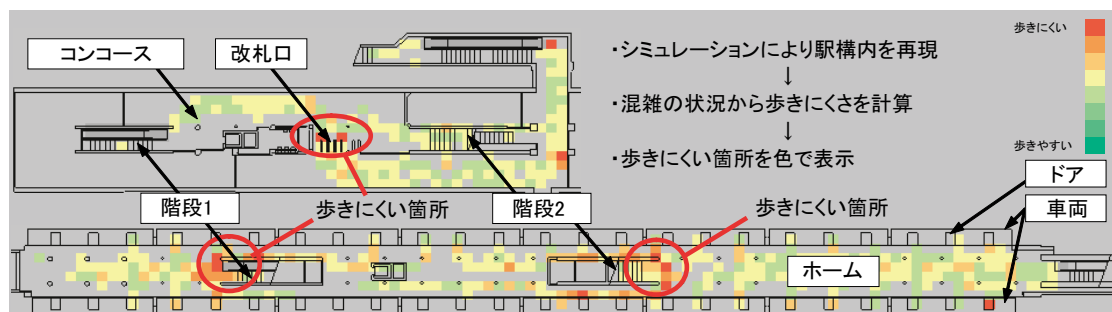 コンコース
改札口
・シミュレーションにより駅構内を再現
↓
・混雑の状況から歩きにくさを計算
↓
・歩きにくい箇所を色で表示
歩きにくい
歩きやすい
階段1
歩きにくい箇所
階段2
歩きにくい箇所
ドア
車両
ホーム